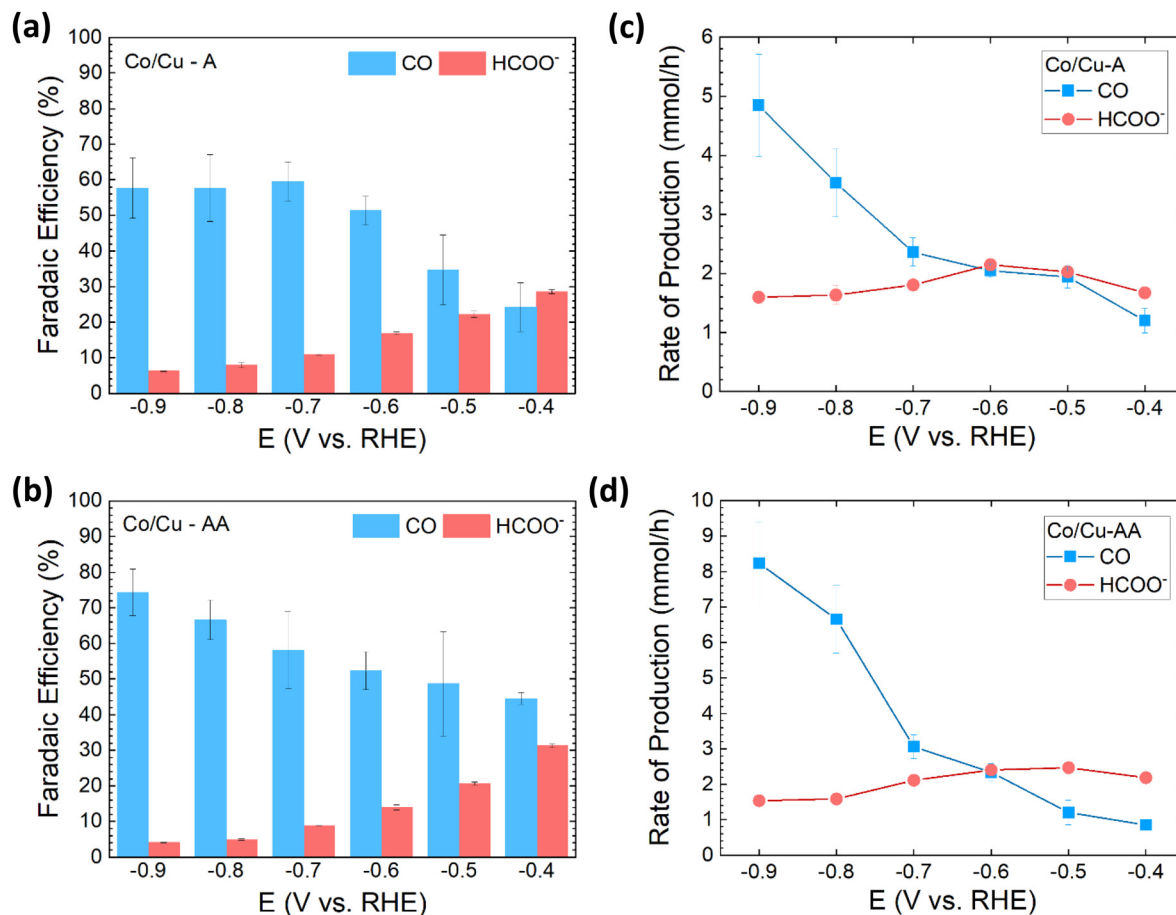 (a)
Co/Cu - A
CO
HCOO⁻
Faradaic Efficiency (%)
100
90
80
70
60
50
40
30
20
10
0
-0.9
-0.8
-0.7
-0.6
-0.5
-0.4
E (V vs. RHE)
(c)
Co/Cu-A
CO
HCOO⁻
Rate of Production (mmol/h)
6
5
4
3
2
1
0
-0.9
-0.8
-0.7
-0.6
-0.5
-0.4
E (V vs. RHE)
(b)
Co/Cu - AA
CO
HCOO⁻
Faradaic Efficiency (%)
100
90
80
70
60
50
40
30
20
10
0
-0.9
-0.8
-0.7
-0.6
-0.5
-0.4
E (V vs. RHE)
(d)
Co/Cu-AA
CO
HCOO⁻
Rate of Production (mmol/h)
10
9
8
7
6
5
4
3
2
1
0
-0.9
-0.8
-0.7
-0.6
-0.5
-0.4
E (V vs. RHE)